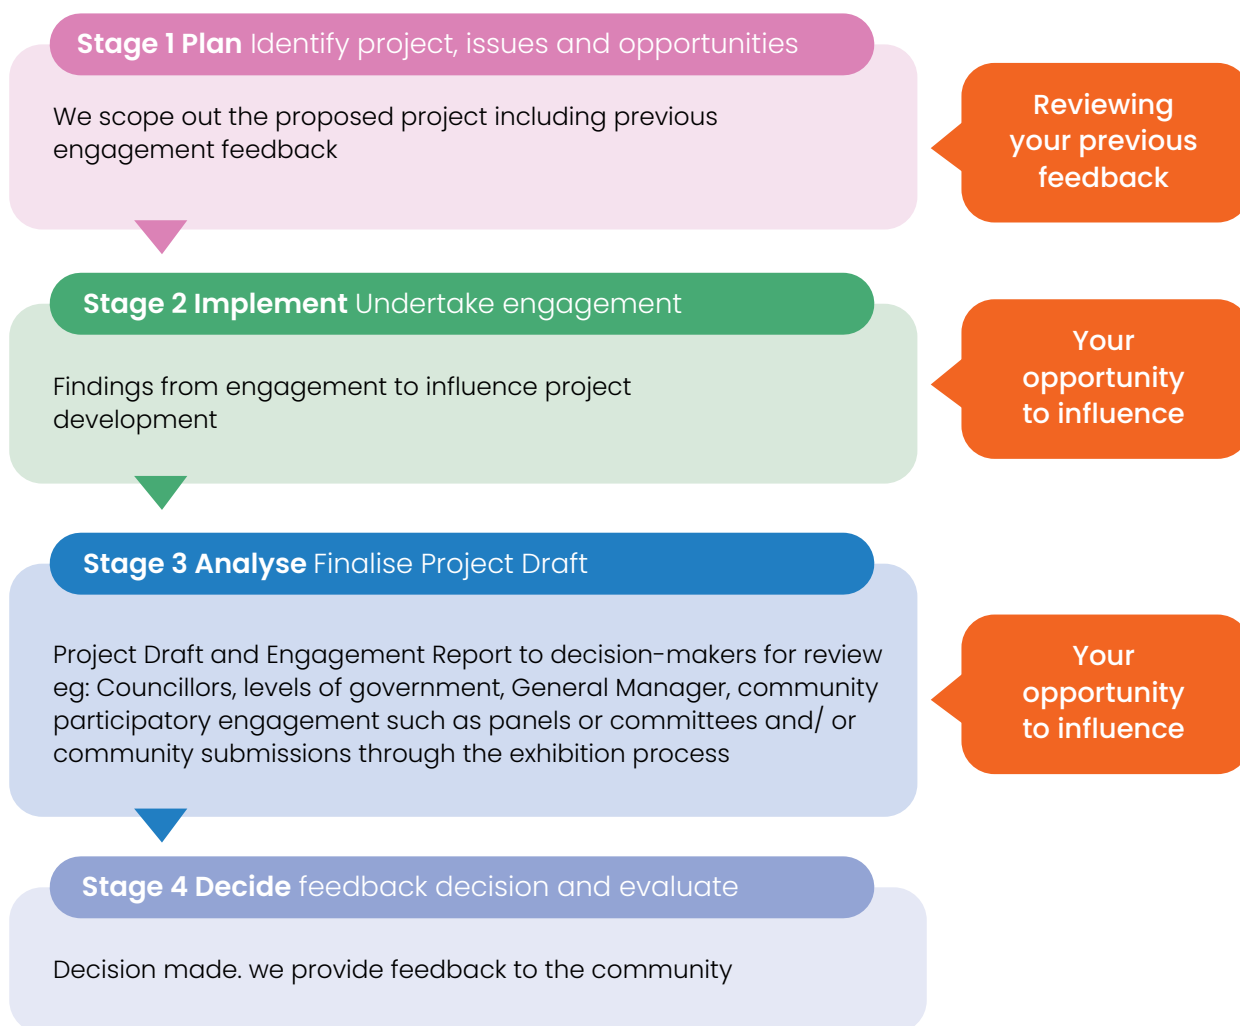 Stage 1 Plan Identify project, issues and opportunities
We scope out the proposed project including previous
engagement feedback
Reviewing
your previous
feedback
Stage 2 Implement Undertake engagement
Findings from engagement to influence project
development
Your
opportunity
to influence
Stage 3 Analyse Finalise Project Draft
Project Draft and Engagement Report to decision-makers for review
eg: Councillors, levels of government, General Manager, community
participatory engagement such as panels or committees and/ or
community submissions through the exhibition process
Your
opportunity
to influence
Stage 4 Decide feedback decision and evaluate
Decision made. we provide feedback to the community